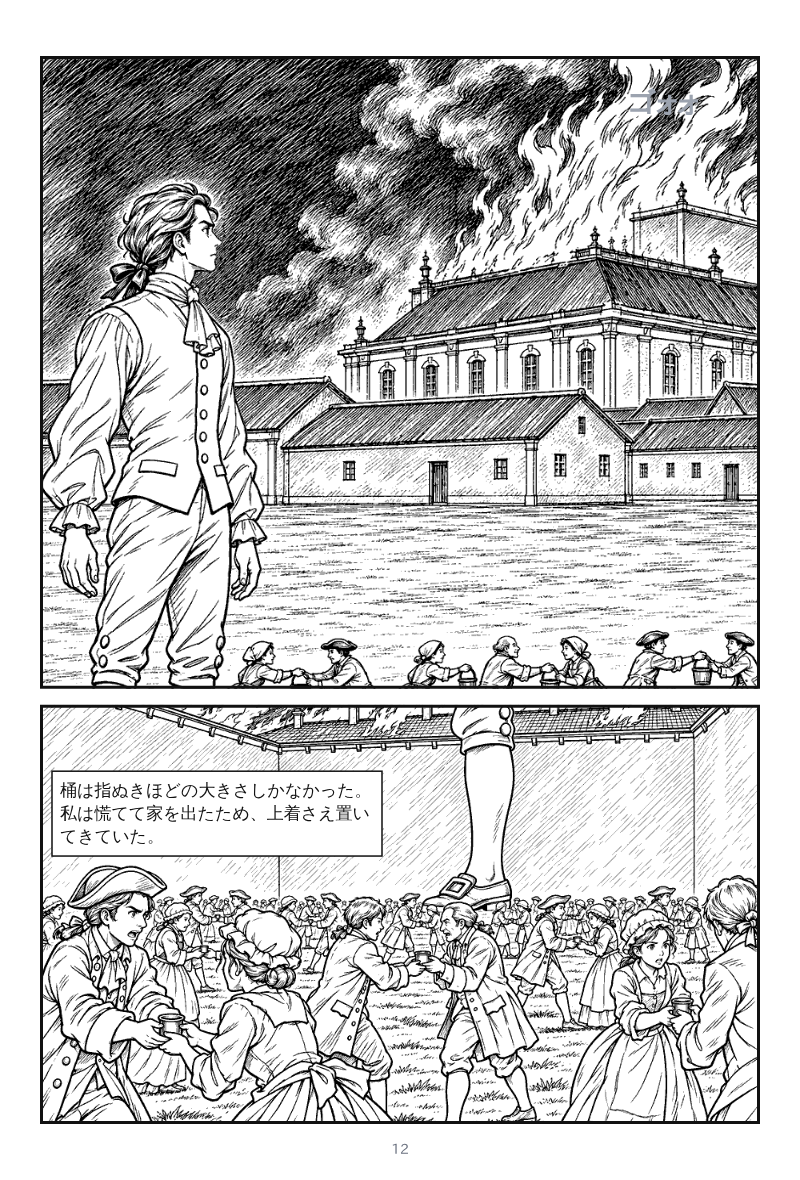 ゴォォ
桶は指ぬきほどの大きさしかなかった。
私は慌てて家を出たため、上着さえ置い
てきていた。
12